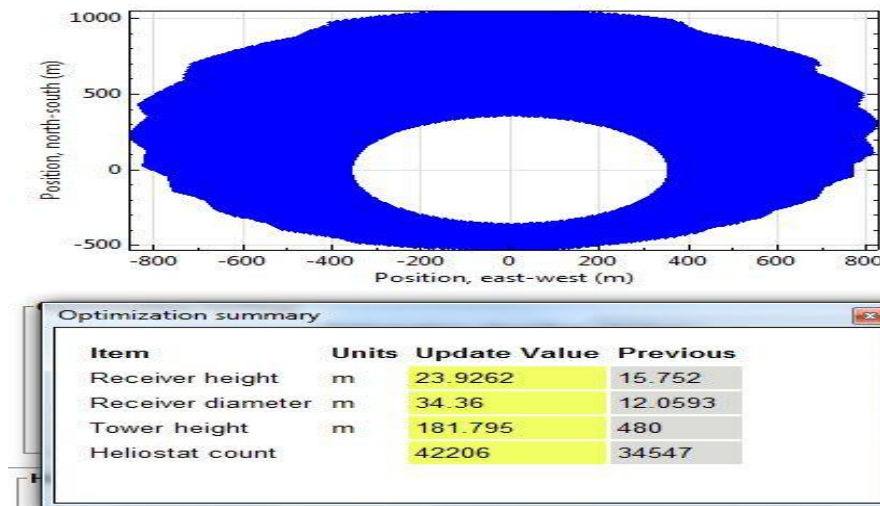 1000
500
0
-500
Position, north-south (m)
-800 -600 -400 -200 0 200 400 600 800
Position, east-west (m)
Optimization summary
Item Units Update Value Previous
Receiver height m 23.9262 15.752
Receiver diameter m 34.36 12.0593
Tower height m 181.795 480
Heliostat count 42206 34547